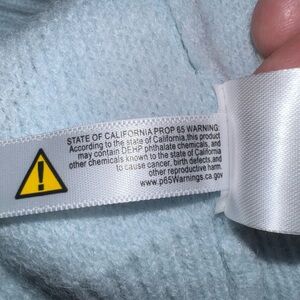 STATE OF CALIFORNIA PROP 65 WARNING:
According to the state of California, this product
may contain DEHP phthalate chemicals, and
other chemicals known to the state of California
to cause cancer, birth defects, and
other reproductive harm.
www.p65Warnings.ca.gov